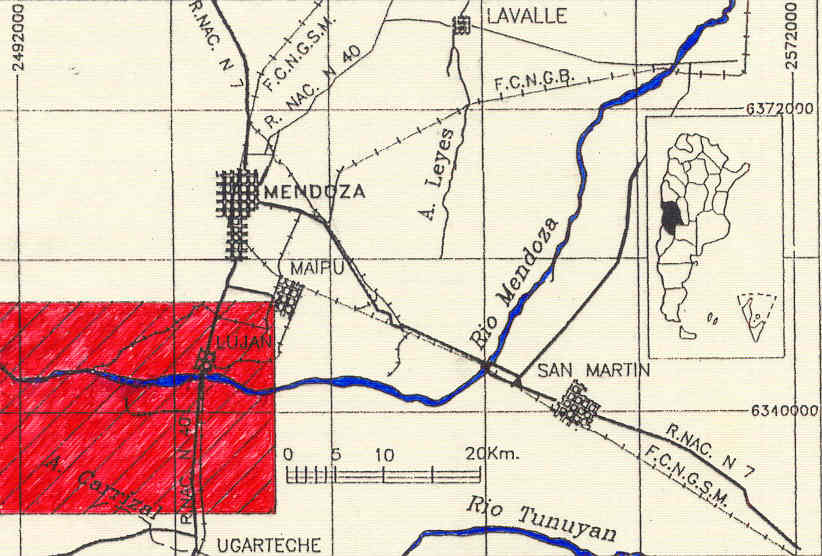 2492000
R.NAC. N 7
F.C.N.G.S.M.
R. NAC. N 40
LAVALLE
2572000
F.C.N.G.B.
6372000
MENDOZA
A. Leyes
MAIPU
Rio Mendoza
LUJAN
SAN MARTIN
6340000
R.NAC. N 40
0 5 10 20Km.
R.NAC. N 7
F.C.N.G.S.M.
A. Carrizal
Rio Tunuyan
UGARTECHE